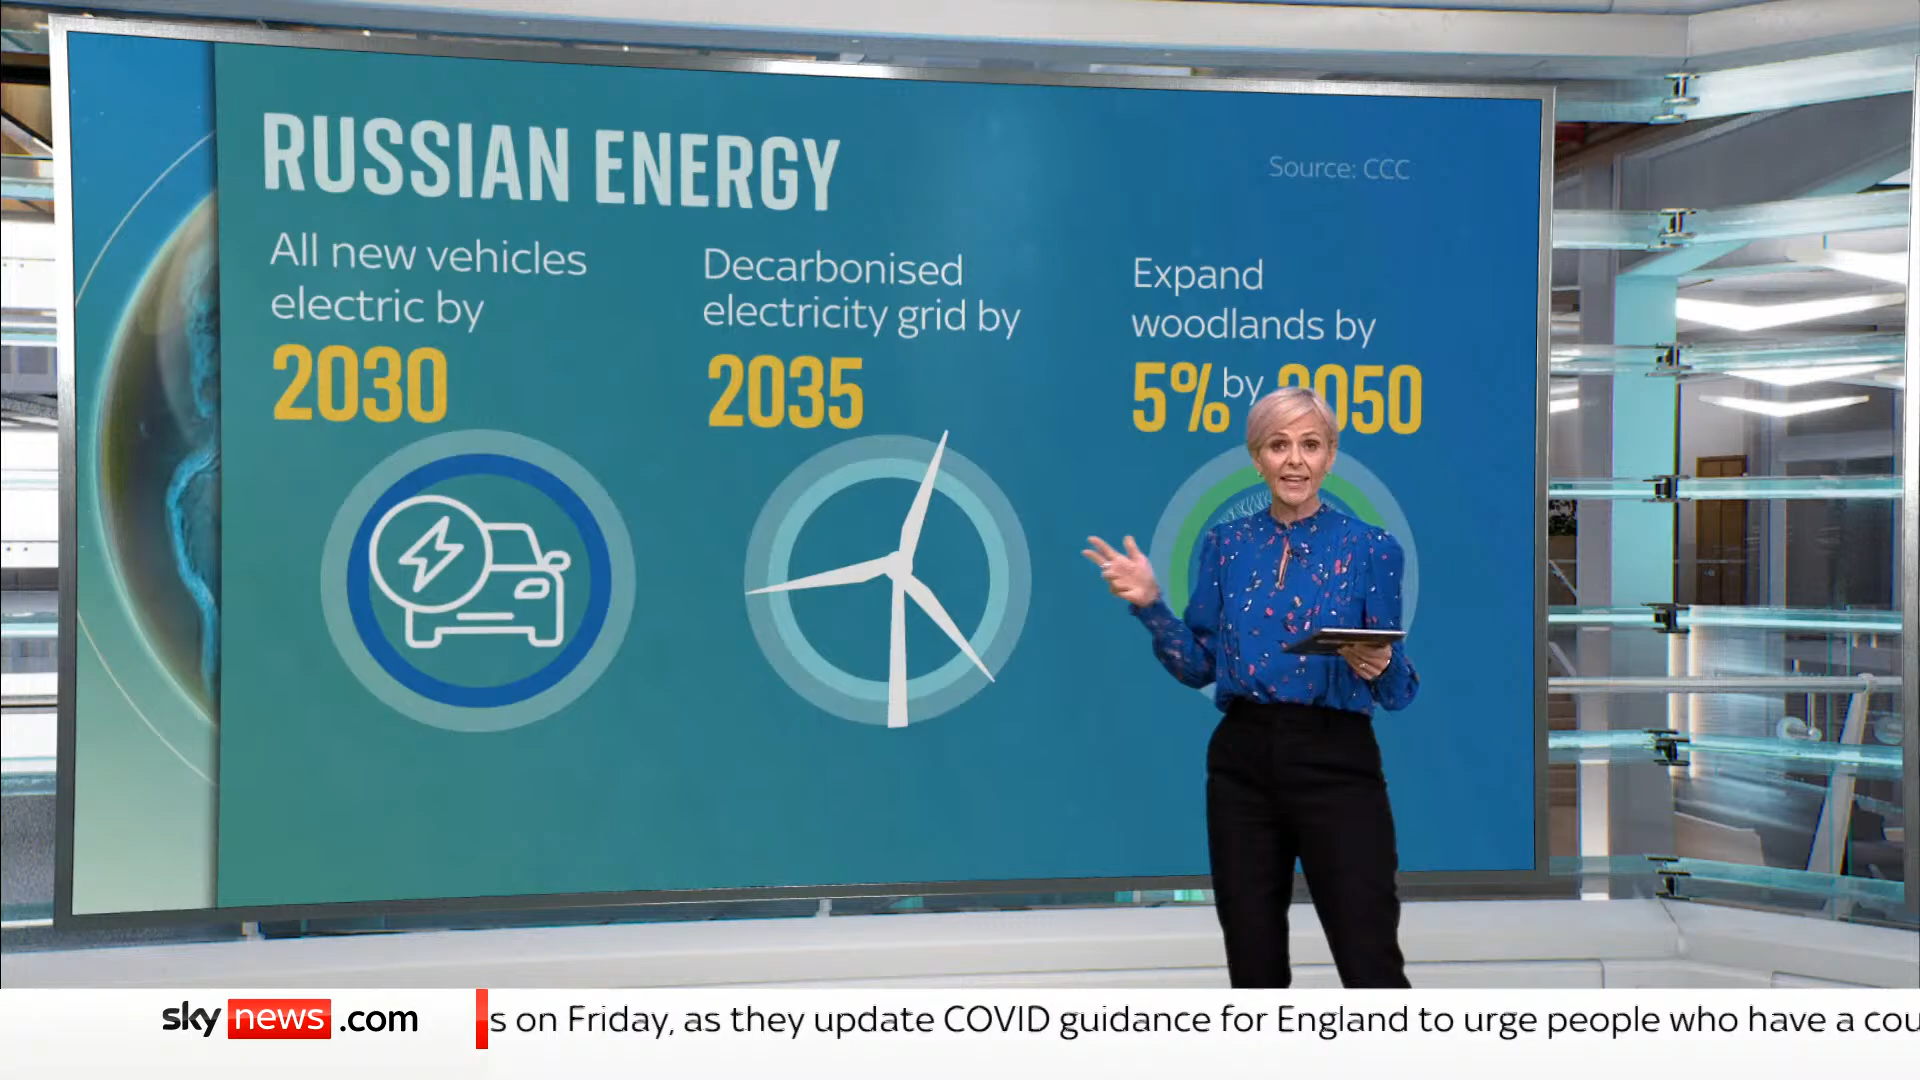 RUSSIAN ENERGY
Source: CCC
All new vehicles
electric by
2030
Decarbonised
electricity grid by
2035
Expand
woodlands by
5% by 2050
sky news .com
s on Friday, as they update COVID guidance for England to urge people who have a cou